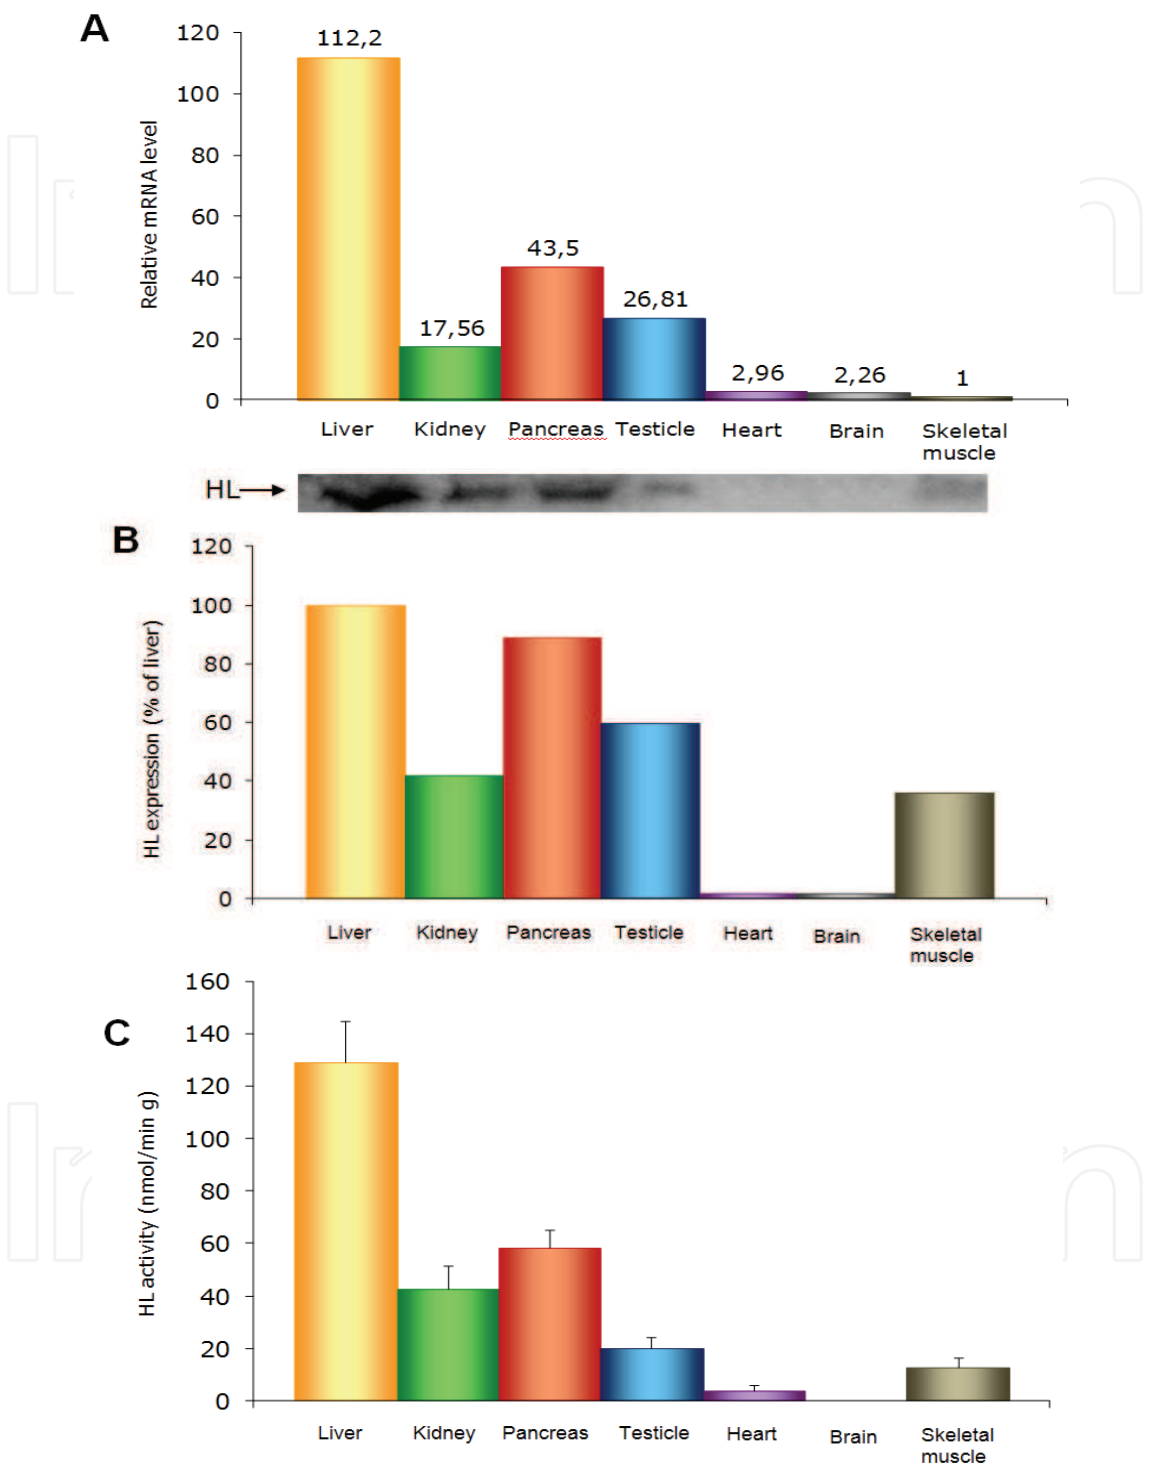 A
120
100
80
60
40
20
0
Relative mRNA level
112,2
17,56
43,5
26,81
2,96
2,26
1
Liver
Kidney
Pancreas
Testicle
Heart
Brain
Skeletal
muscle
HL
B
120
100
80
60
40
20
0
HL expression (% of liver)
Liver
Kidney
Pancreas
Testicle
Heart
Brain
Skeletal
muscle
C
160
140
120
100
80
60
40
20
0
HL activity (nmol/min g)
Liver
Kidney
Pancreas
Testicle
Heart
Brain
Skeletal
muscle